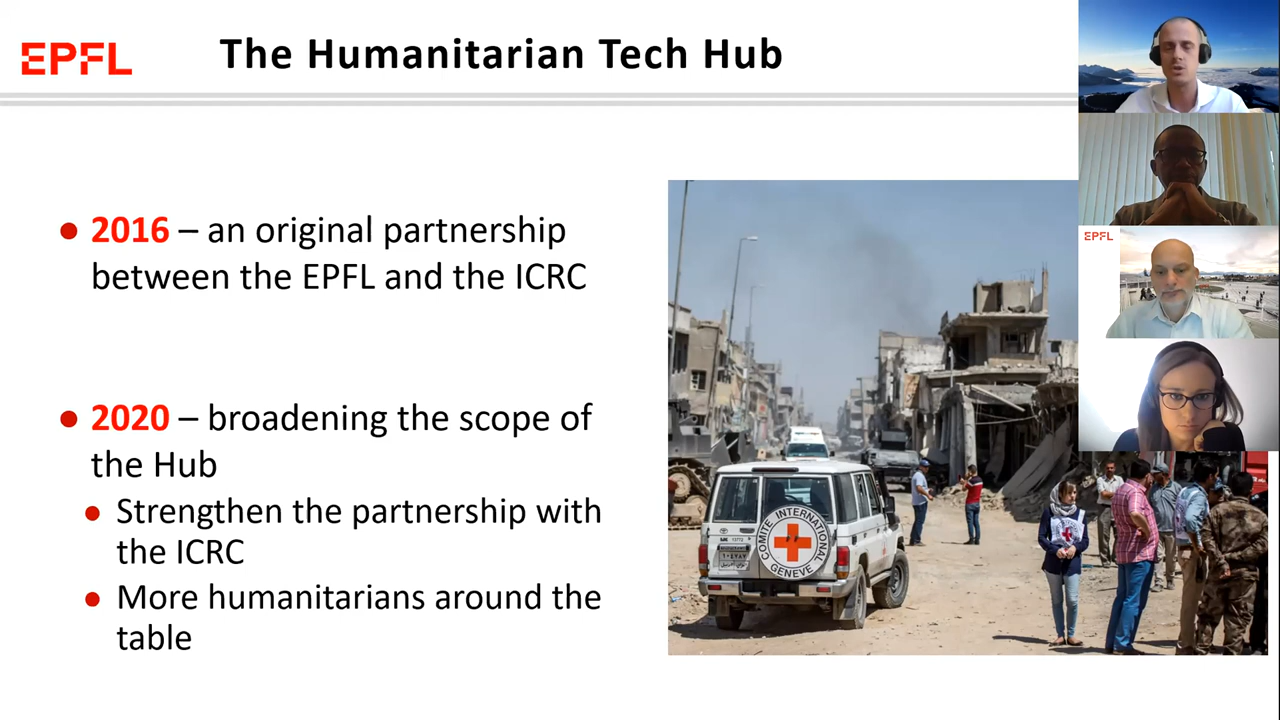 EPFL
The Humanitarian Tech Hub
● 2016 – an original partnership
between the EPFL and the ICRC
● 2020 – broadening the scope of
the Hub
● Strengthen the partnership with
the ICRC
● More humanitarians around the
table
EPFL
COMITE INTERNATIONAL
GENEVE